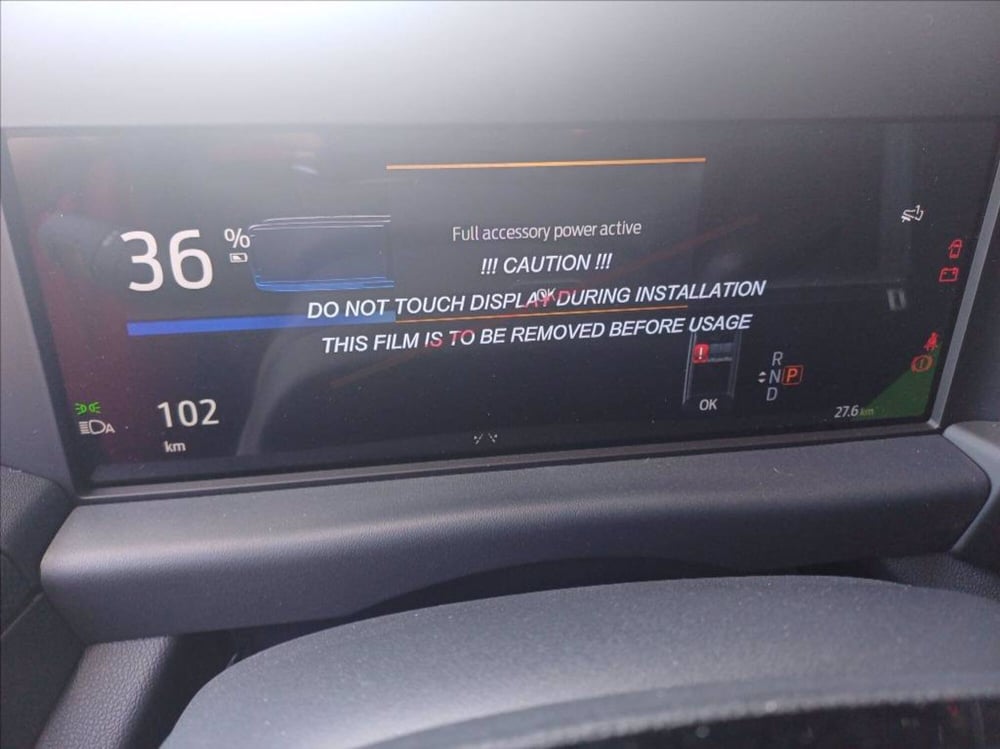 36 %
Full accessory power active
!!! CAUTION !!!
OK
DO NOT TOUCH DISPLAY DURING INSTALLATION
THIS FILM IS TO BE REMOVED BEFORE USAGE
!
R
N P
D
OK
102
km
A
27.6 km